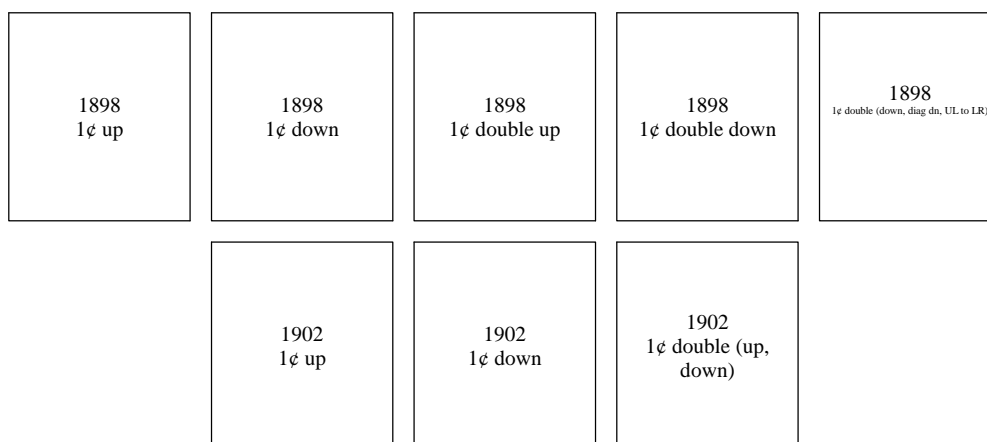 1898
1¢ up
1898
1¢ down
1898
1¢ double up
1898
1¢ double down
1898
1¢ double (down, diag dn, UL to LR)
1902
1¢ up
1902
1¢ down
1902
1¢ double (up,
down)